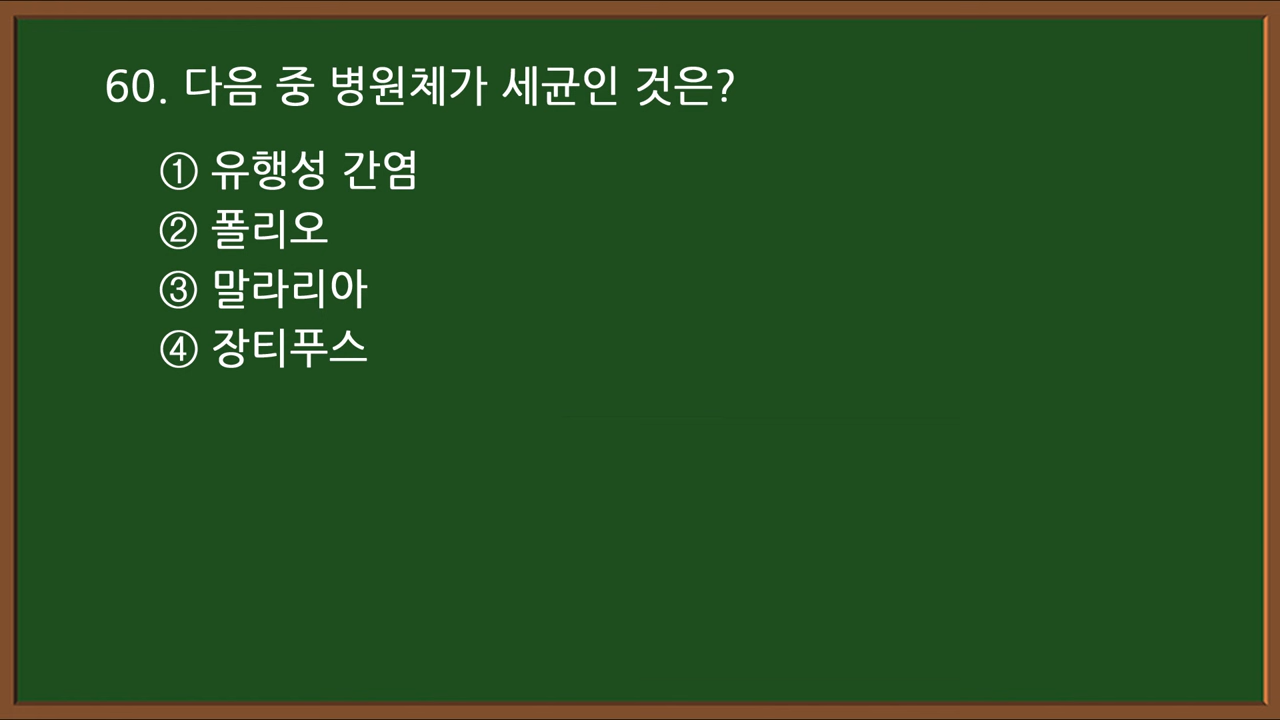 60. 다음 중 병원체가 세균인 것은?
① 유행성 간염
② 폴리오
③ 말라리아
④ 장티푸스